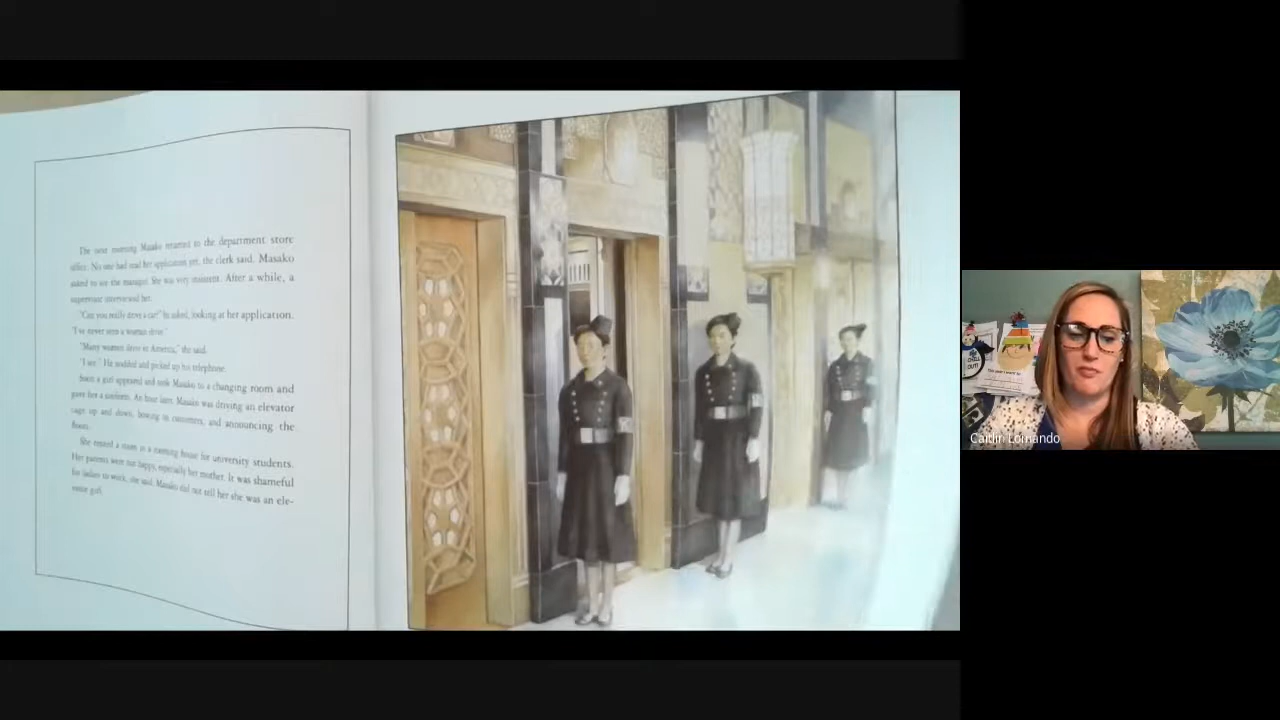 The next morning Masako returned to the department store
office. No one had read her application yet, the clerk said. Masako
asked to see the manager. She was very insistent. After a while, a
supervisor interviewed her.
"Can you really drive a car?" he asked, looking at her application.
"I've never seen a woman drive."
"Many women drive in America," she said.
"I see." He nodded and picked up his telephone.
Soon a girl appeared and took Masako to a changing room and
gave her a uniform. An hour later, Masako was driving an elevator
cage up and down, bowing to customers, and announcing the
floors.
She rented a room in a rooming house for university students.
Her parents were not happy, especially her mother. It was shameful
for ladies to work, she said. Masako did not tell her she was an ele-
vator girl.
CHILL
OUT!
Caitlin Lomando